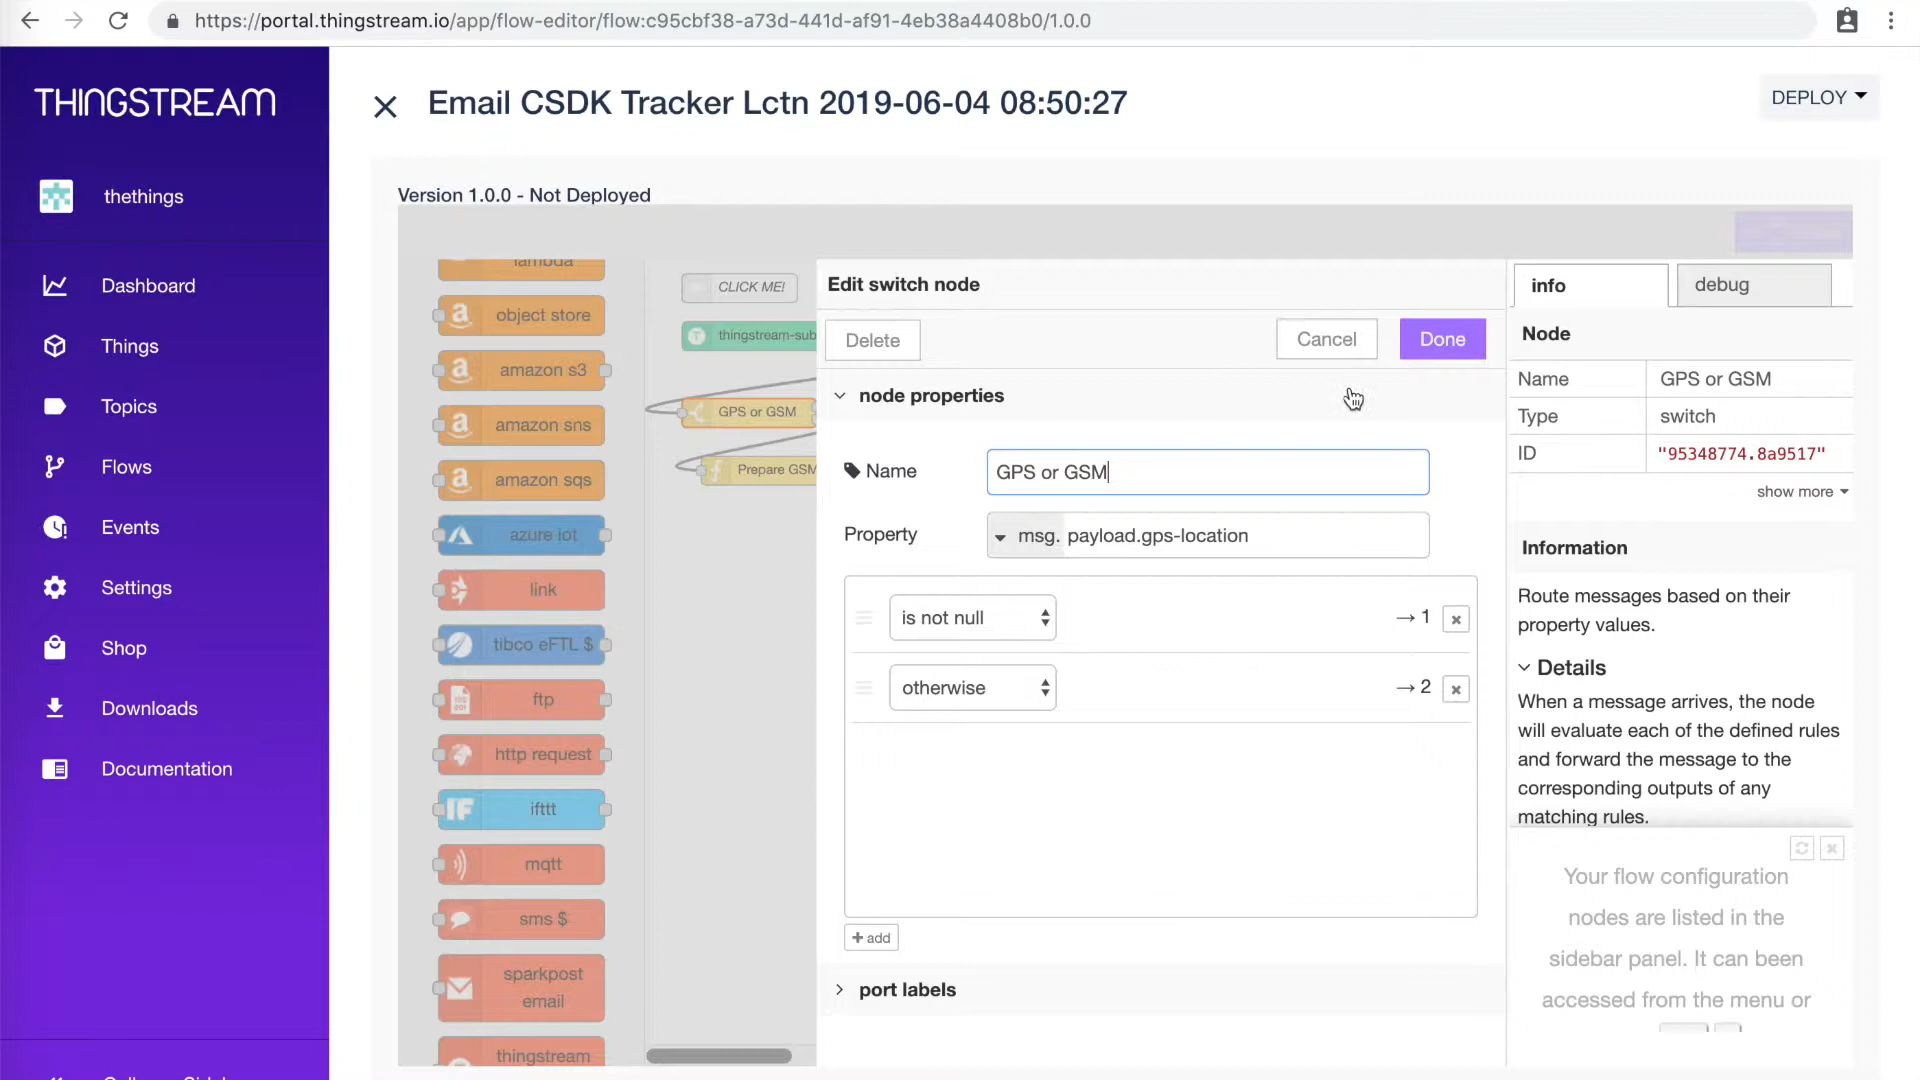 https://portal.thingstream.io/app/flow-editor/flow:c95cbf38-a73d-441d-af91-4eb38a4408b0/1.0.0
THINGSTREAM
Email CSDK Tracker Lctn 2019-06-04 08:50:27
DEPLOY
thethings
Version 1.0.0 - Not Deployed
Dashboard
Things
Topics
Flows
Events
Settings
Shop
Downloads
Documentation
lambda
object store
amazon s3
amazon sns
amazon sqs
azure iot
link
tibco eFTL $
ftp
http request
IF ifttt
mqtt
sms $
sparkpost
email
thingstream
CLICK ME!
thingstream-sub
GPS or GSM
Prepare GSM
Edit switch node
Delete
Cancel
Done
node properties
Name
GPS or GSM
Property
msg. payload.gps-location
is not null
→ 1
otherwise
→ 2
+ add
port labels
info
debug
Node
Name GPS or GSM
Type switch
ID "95348774.8a9517"
show more
Information
Route messages based on their
property values.
Details
When a message arrives, the node
will evaluate each of the defined rules
and forward the message to the
corresponding outputs of any
matching rules.
Your flow configuration
nodes are listed in the
sidebar panel. It can been
accessed from the menu or